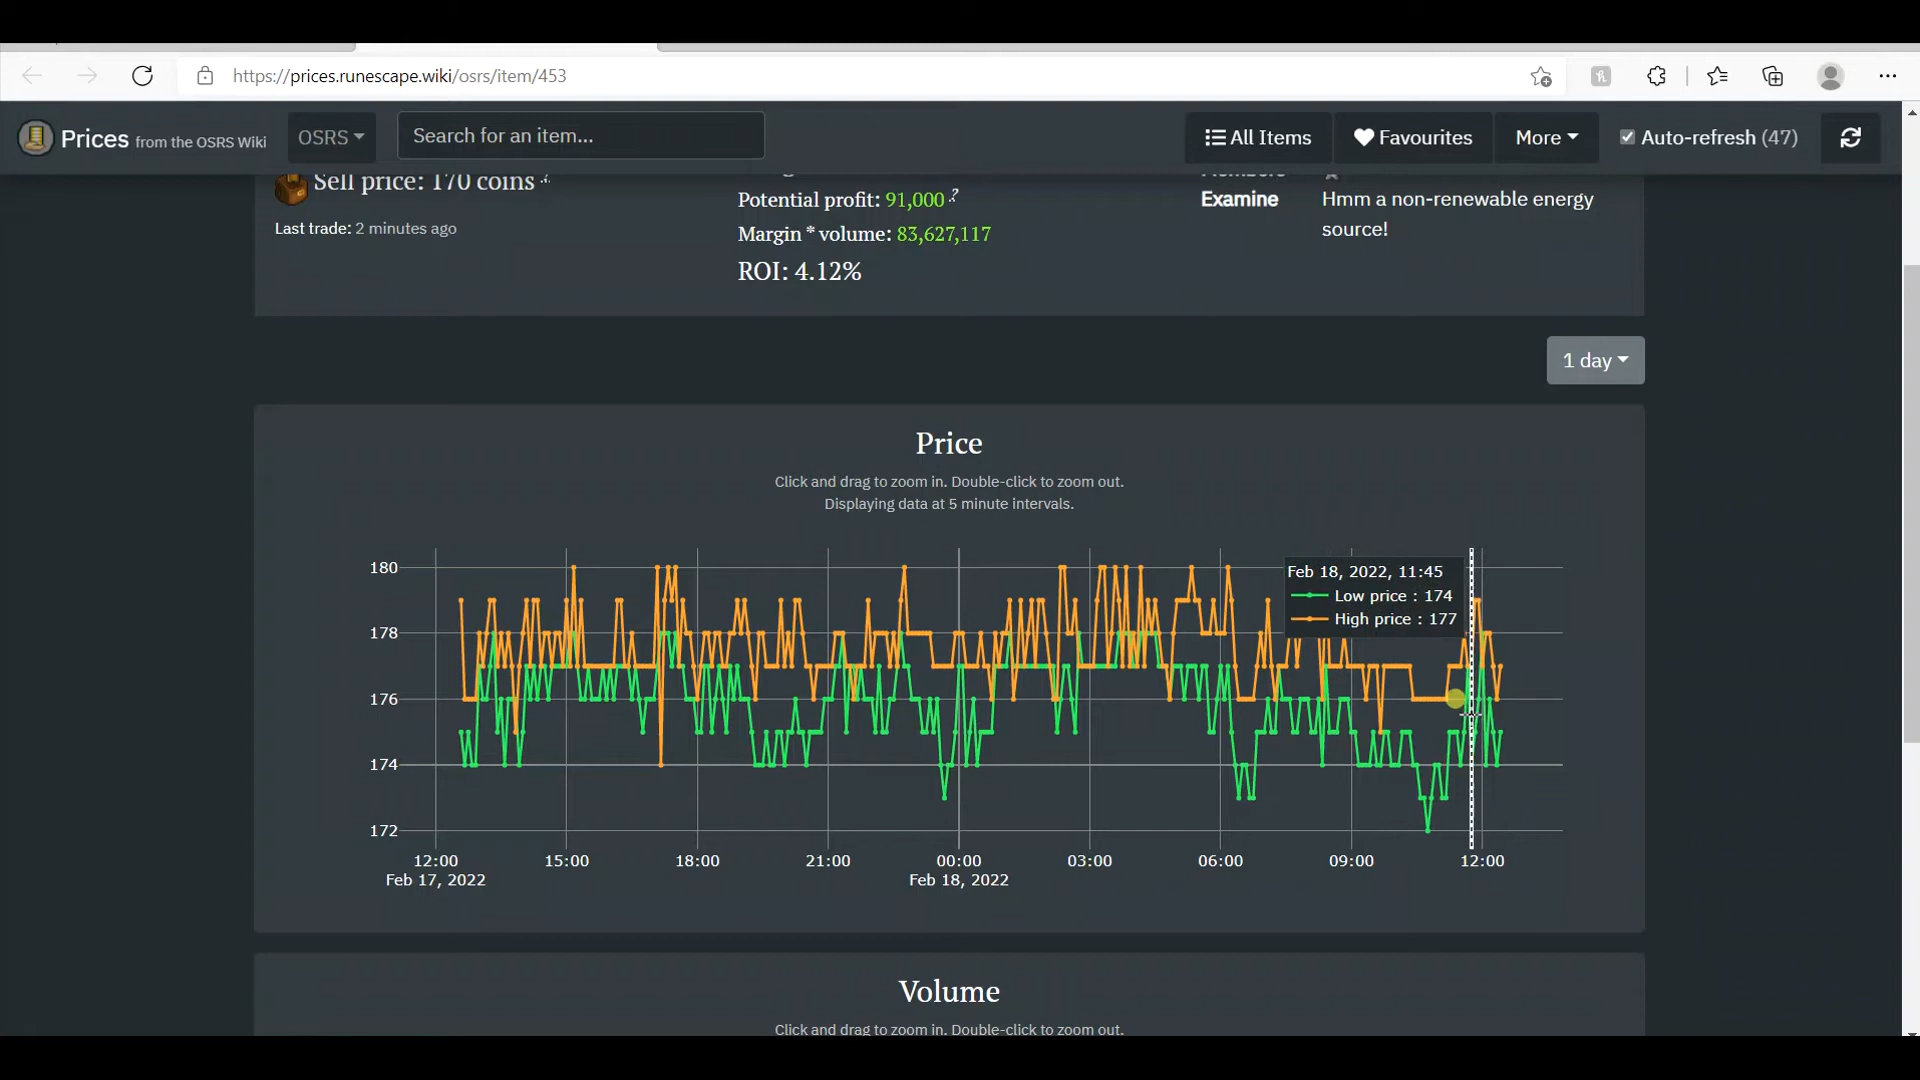 https://prices.runescape.wiki/osrs/item/453
Prices from the OSRS Wiki
OSRS
Search for an item...
All Items
Favourites
More
Auto-refresh (47)
Sell price: 170 coins
Last trade: 2 minutes ago
Potential profit: 91,000 ?
Margin * volume: 83,627,117
ROI: 4.12%
Examine
Hmm a non-renewable energy
source!
1 day
Price
Click and drag to zoom in. Double-click to zoom out.
Displaying data at 5 minute intervals.
180
178
176
174
172
Feb 18, 2022, 11:45
Low price : 174
High price : 177
12:00 15:00 18:00 21:00 00:00 03:00 06:00 09:00 12:00
Feb 17, 2022 Feb 18, 2022
Volume
Click and drag to zoom in. Double-click to zoom out.